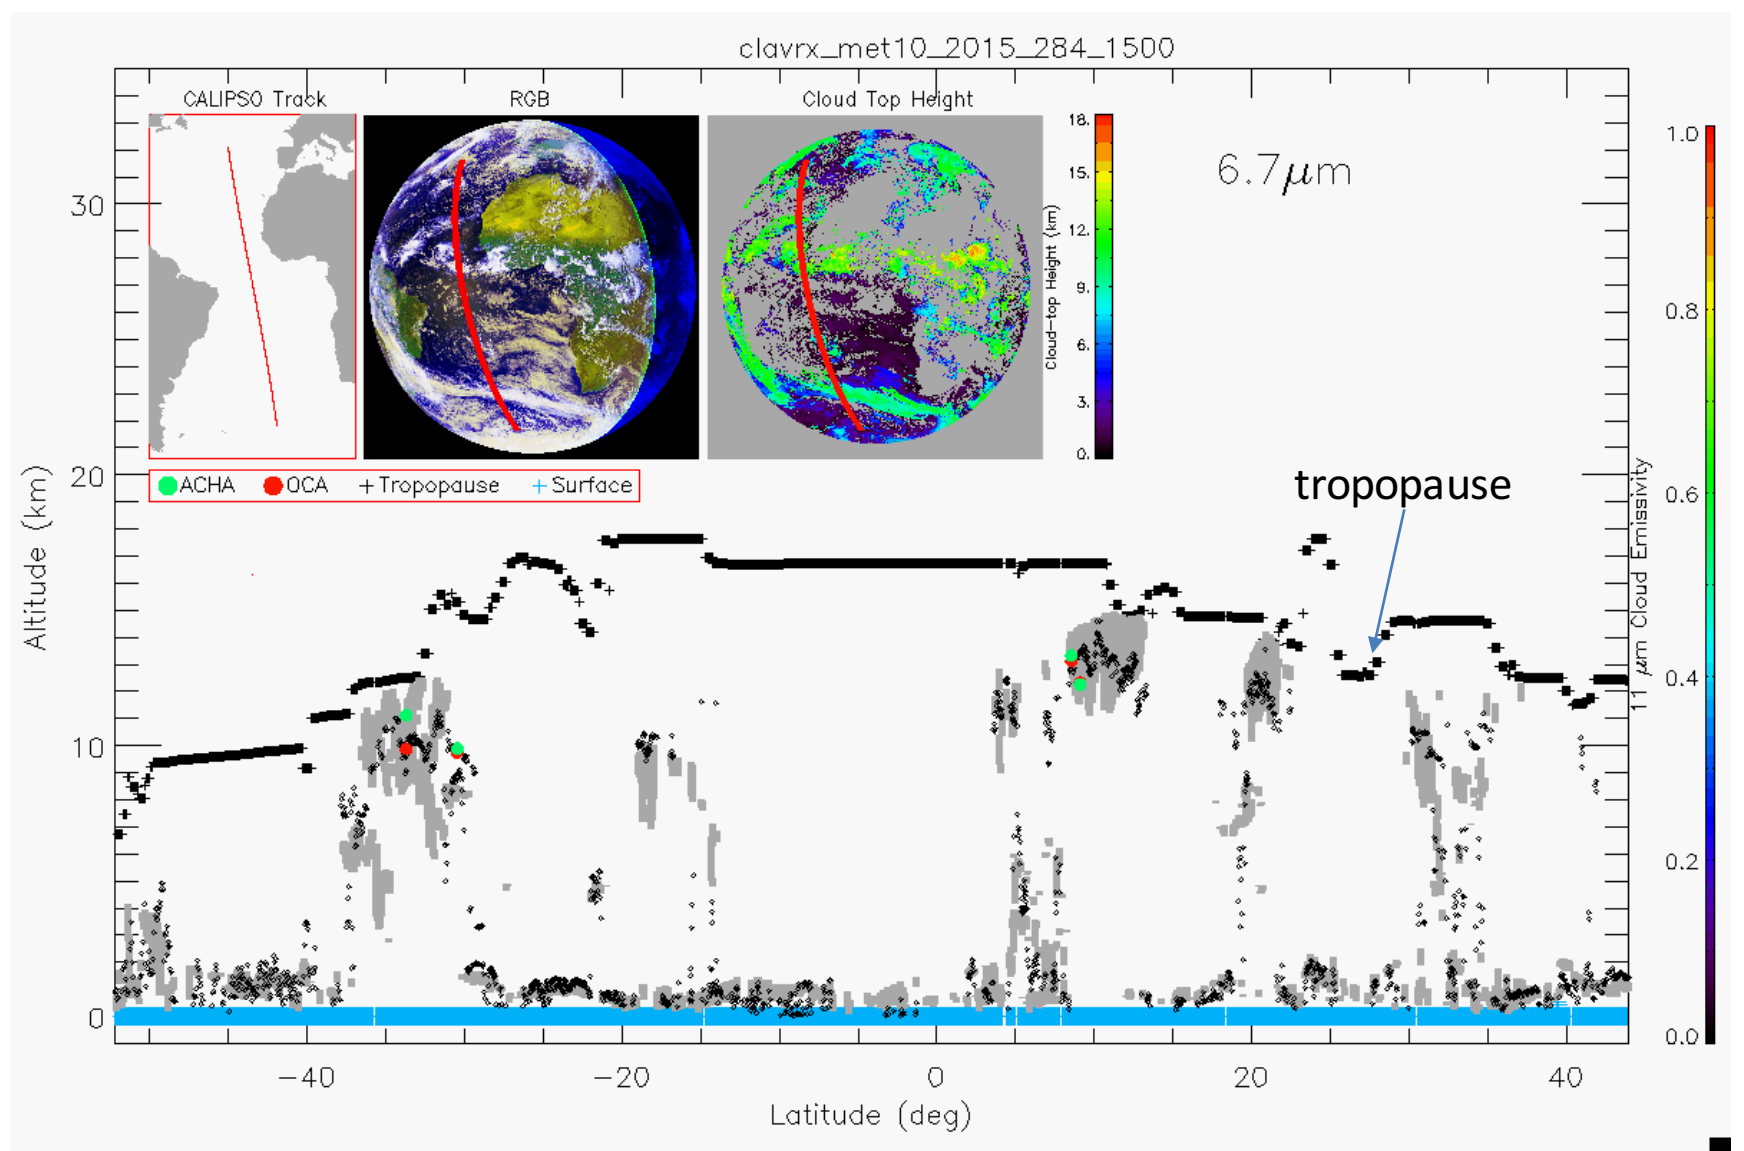 clavrx_met10_2015_284_1500
CALIPSO Track
RGB
Cloud Top Height
18.
15.
12.
9.
6.
3.
0.
Cloud-top Height (km)
6.7μm
1.0
0.8
0.6
0.4
0.2
0.0
11 μm Cloud Emissivity
30
20
10
0
Altitude (km)
ACHA OCA +Tropopause +Surface
tropopause
-40 -20 0 20 40
Latitude (deg)